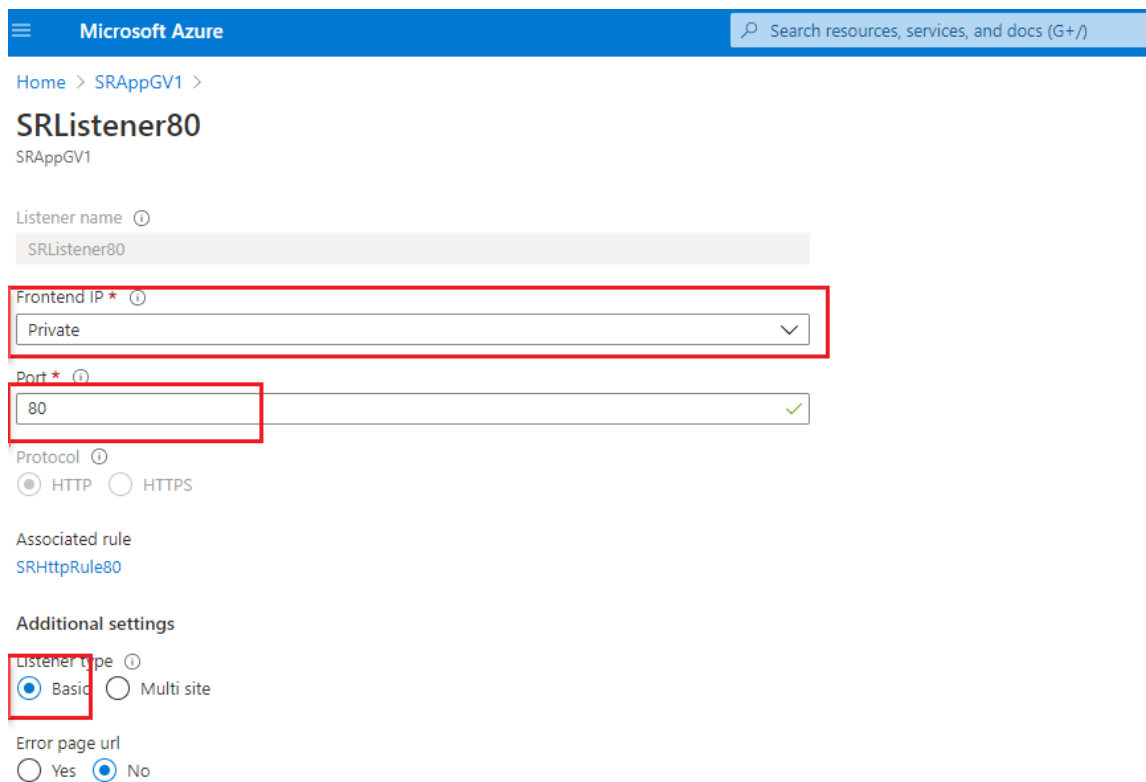 Microsoft Azure
Search resources, services, and docs (G+/)
Home > SRAppGV1 >
SRListener80
SRAppGV1
Listener name
SRListener80
Frontend IP *
Private
Port *
80
Protocol
HTTP HTTPS
Associated rule
SRHttpRule80
Additional settings
Listener type
Basic Multi site
Error page url
Yes No